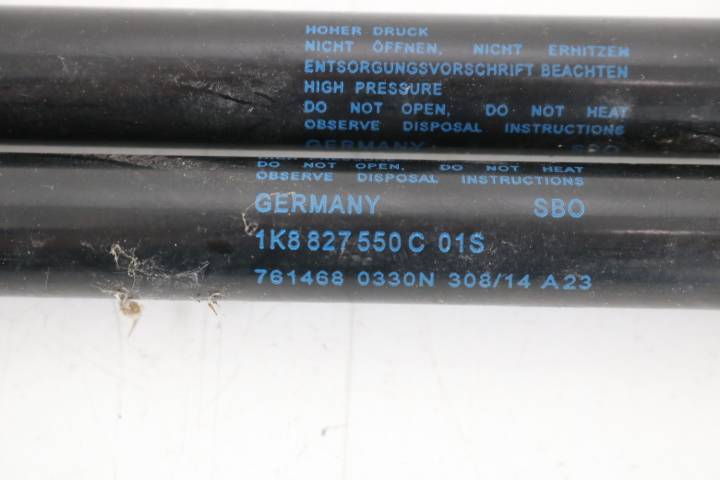 HOHER DRUCK
NICHT ÖFFNEN, NICHT ERHITZEN
ENTSORGUNGSVORSCHRIFT BEACHTEN
HIGH PRESSURE
DO NOT OPEN, DO NOT HEAT
OBSERVE DISPOSAL INSTRUCTIONS
GERMANY SBO
HIGH PRESSURE
DO NOT OPEN, DO NOT HEAT
OBSERVE DISPOSAL INSTRUCTIONS
GERMANY SBO
1K8 827 550 C 01S
761468 0330N 308/14 A23